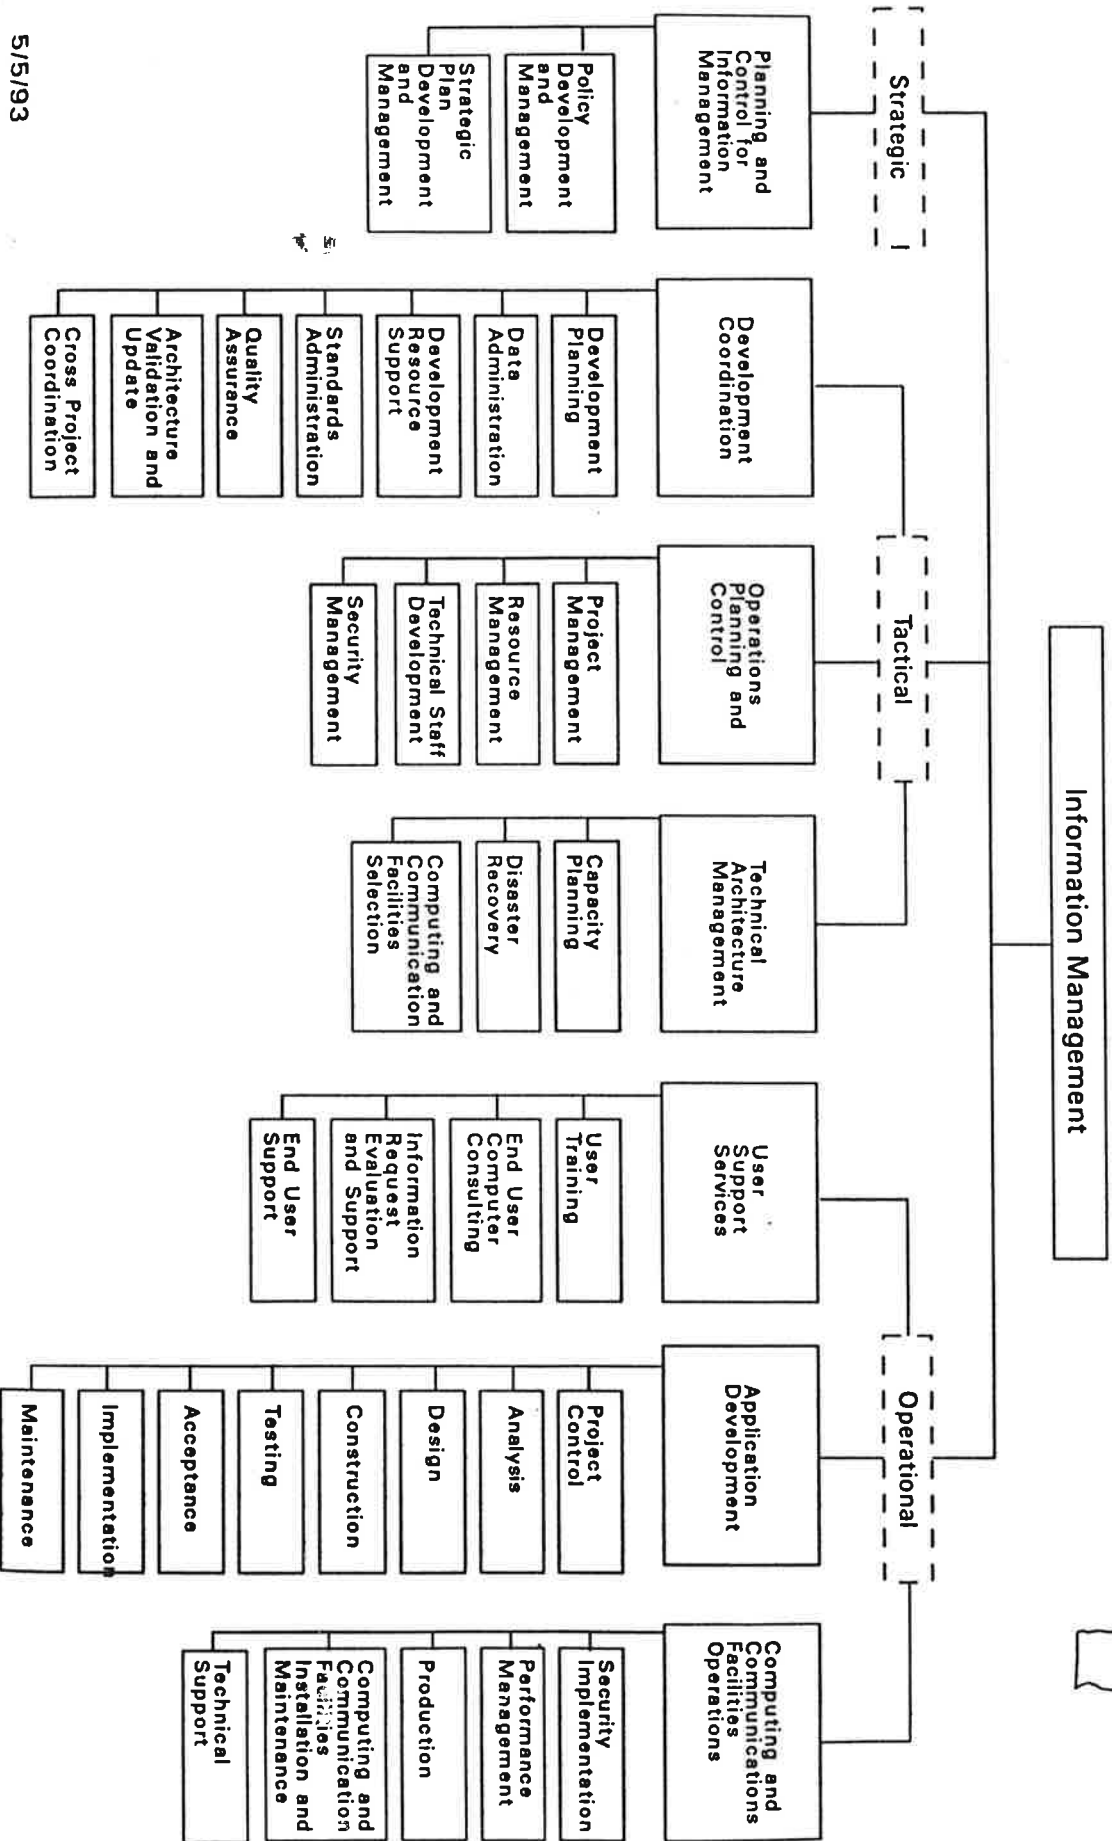 Information Management
Strategic
Tactical
Operational
Planning and
Control for
Information
Management
Policy
Development
and
Management
Strategic
Plan
Development
and
Management
Development
Coordination
Development
Planning
Data
Administration
Development
Resource
Support
Standards
Administration
Quality
Assurance
Architecture
Validation and
Update
Cross Project
Coordination
Operations
Planning and
Control
Project
Management
Resource
Management
Technical Staff
Development
Security
Management
Technical
Architecture
Management
Capacity
Planning
Disaster
Recovery
Computing and
Communication
Facilities
Selection
User
Support
Services
User
Training
End User
Computer
Consulting
Information
Request
Evaluation
and Support
End User
Support
Application
Development
Project
Control
Analysis
Design
Construction
Testing
Acceptance
Implementation
Maintenance
Computing and
Communications
Facilities
Operations
Security
Implementation
Performance
Management
Production
Computing and
Communication
Facilities
Installation and
Maintenance
Technical
Support
5/5/93